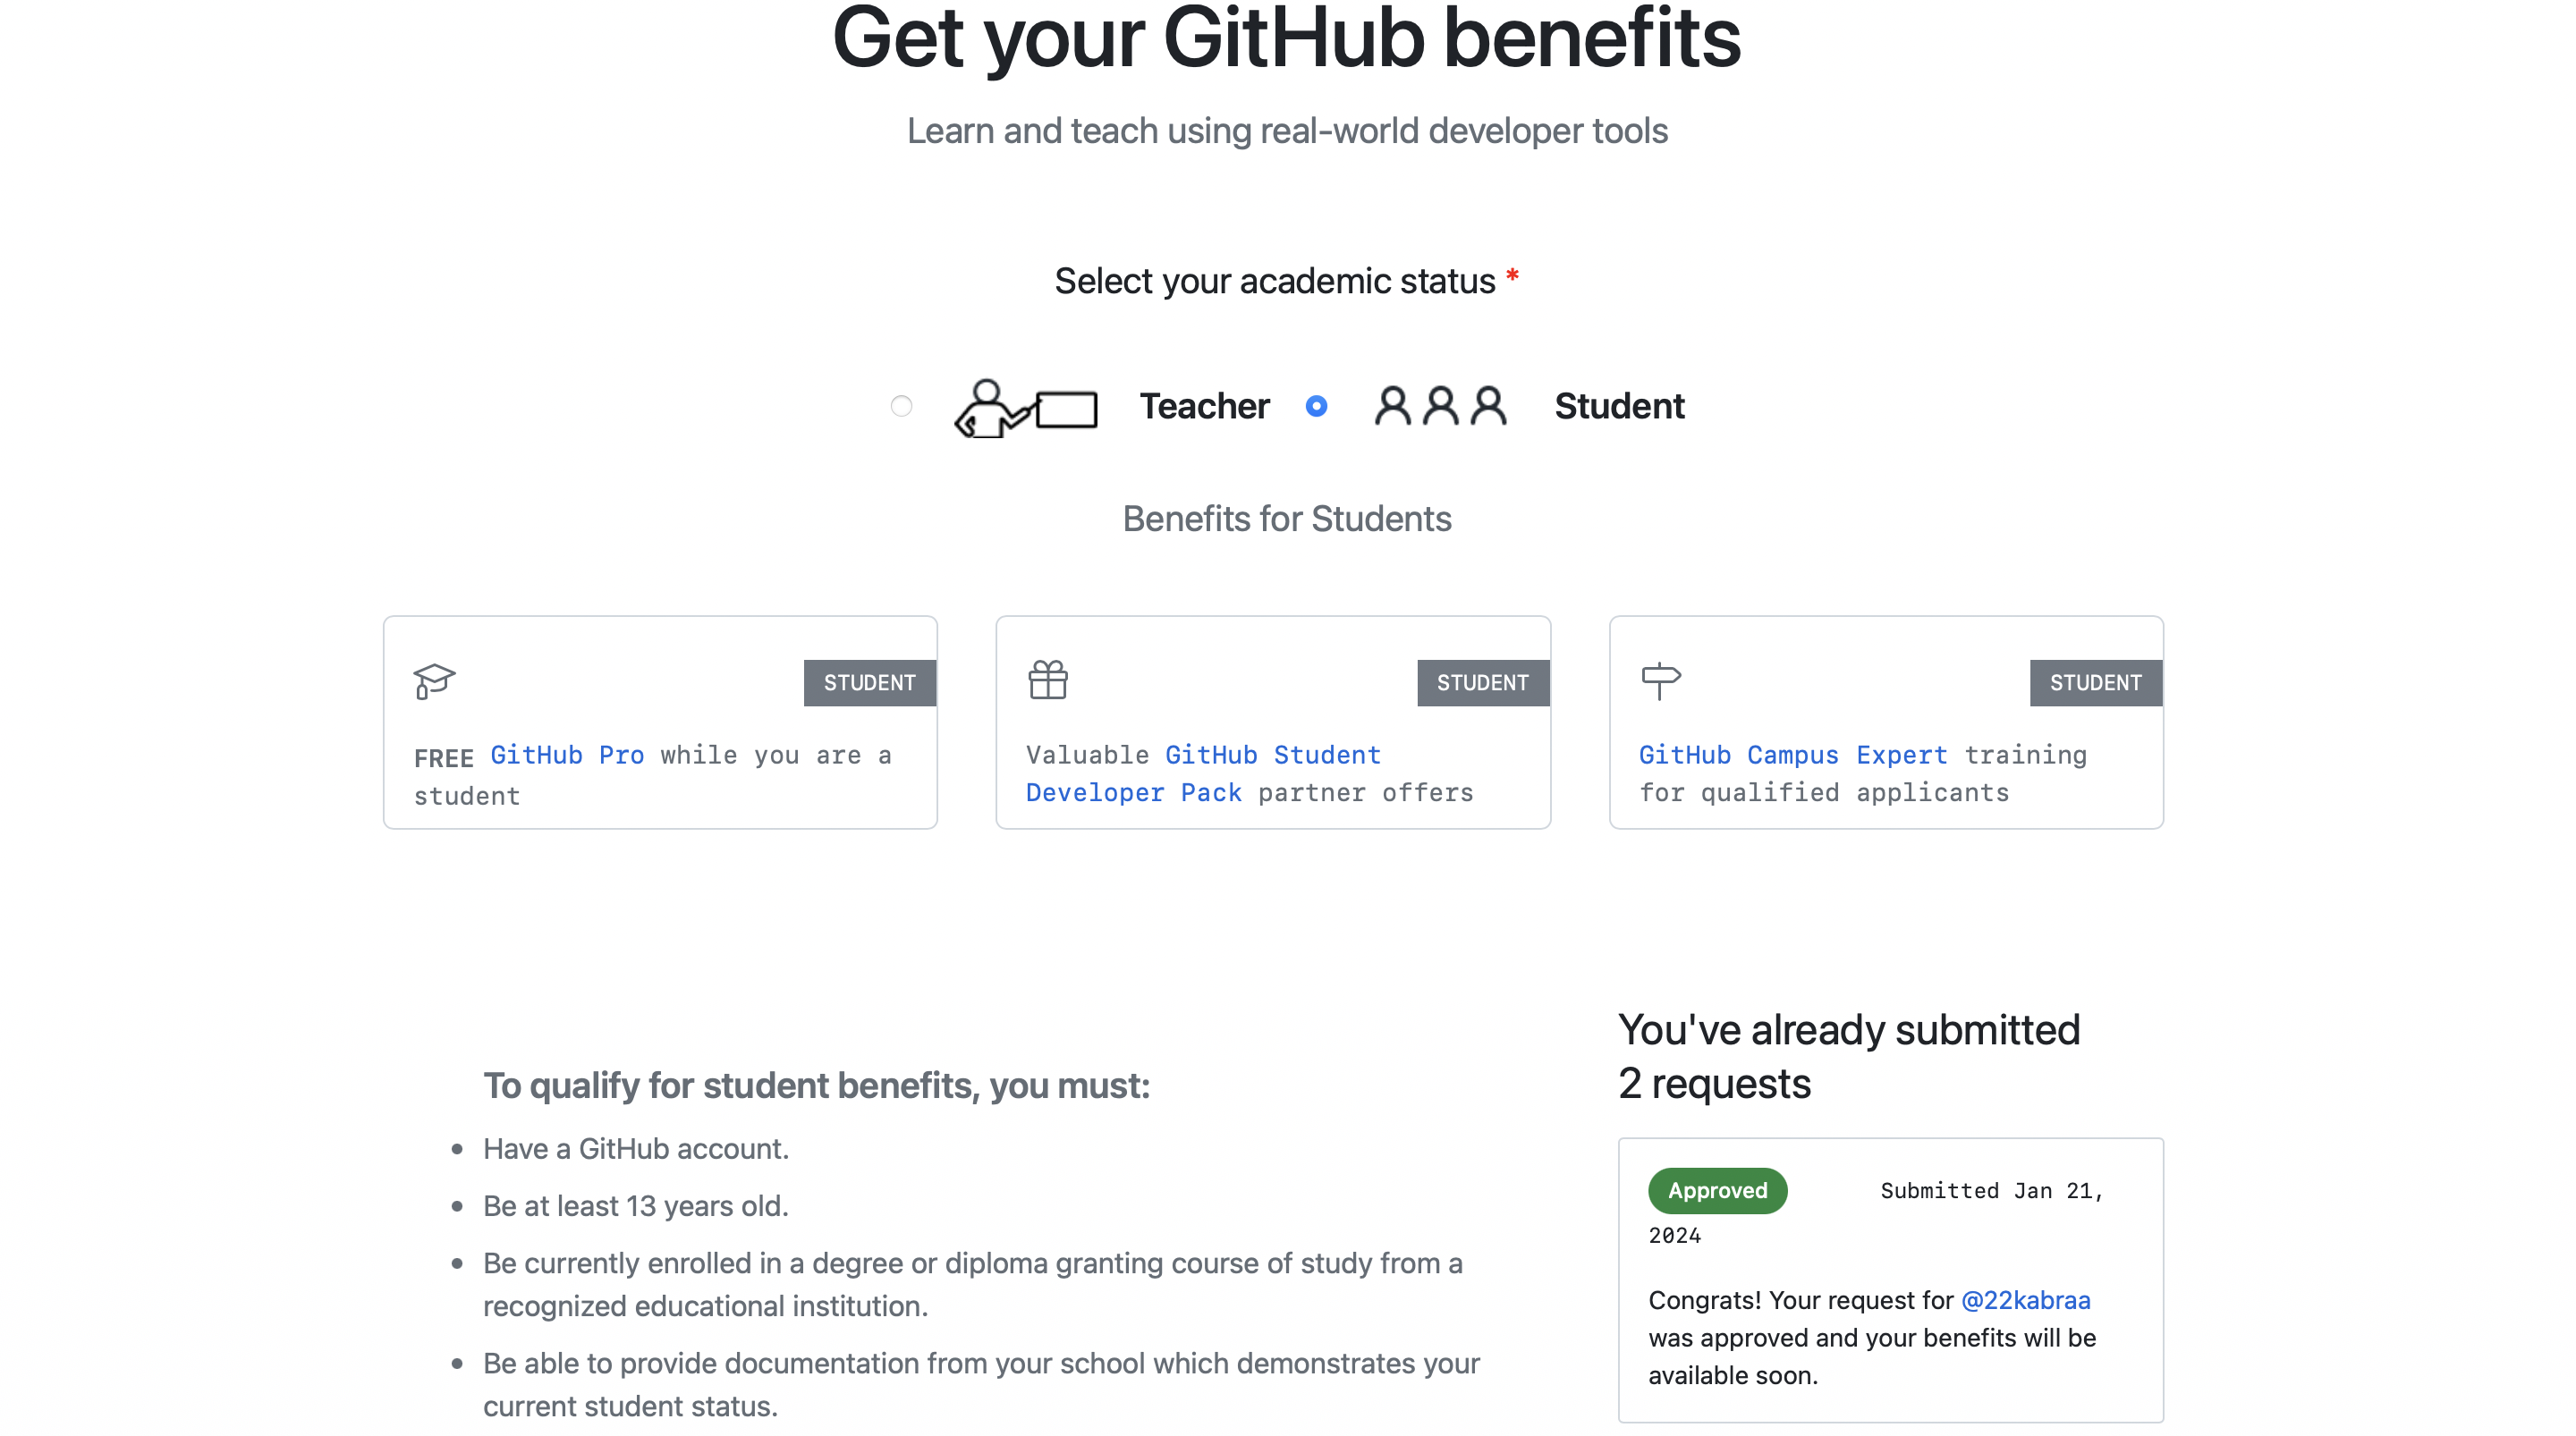 Get your GitHub benefits
Learn and teach using real-world developer tools
Select your academic status *
Teacher
Student
Benefits for Students
STUDENT
FREE GitHub Pro while you are a
student
STUDENT
Valuable GitHub Student
Developer Pack partner offers
STUDENT
GitHub Campus Expert training
for qualified applicants
To qualify for student benefits, you must:
• Have a GitHub account.
• Be at least 13 years old.
• Be currently enrolled in a degree or diploma granting course of study from a
recognized educational institution.
• Be able to provide documentation from your school which demonstrates your
current student status.
You've already submitted
2 requests
Approved Submitted Jan 21,
2024
Congrats! Your request for @22kabraa
was approved and your benefits will be
available soon.